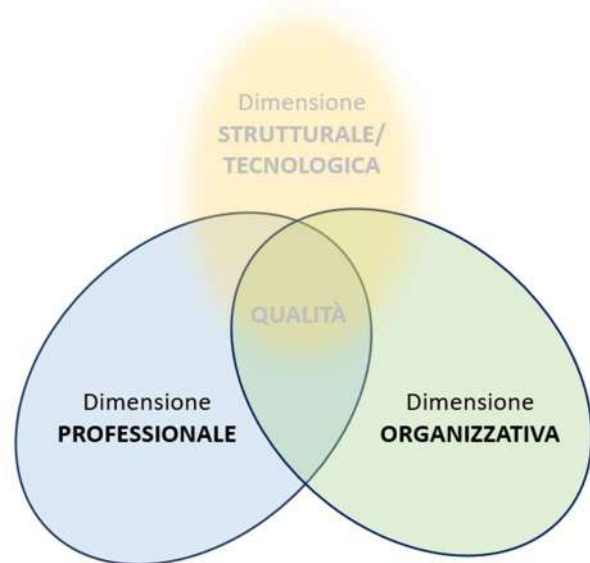 Dimensione
STRUTTURALE/
TECNOLOGICA
QUALITÀ
Dimensione
PROFESSIONALE
Dimensione
ORGANIZZATIVA